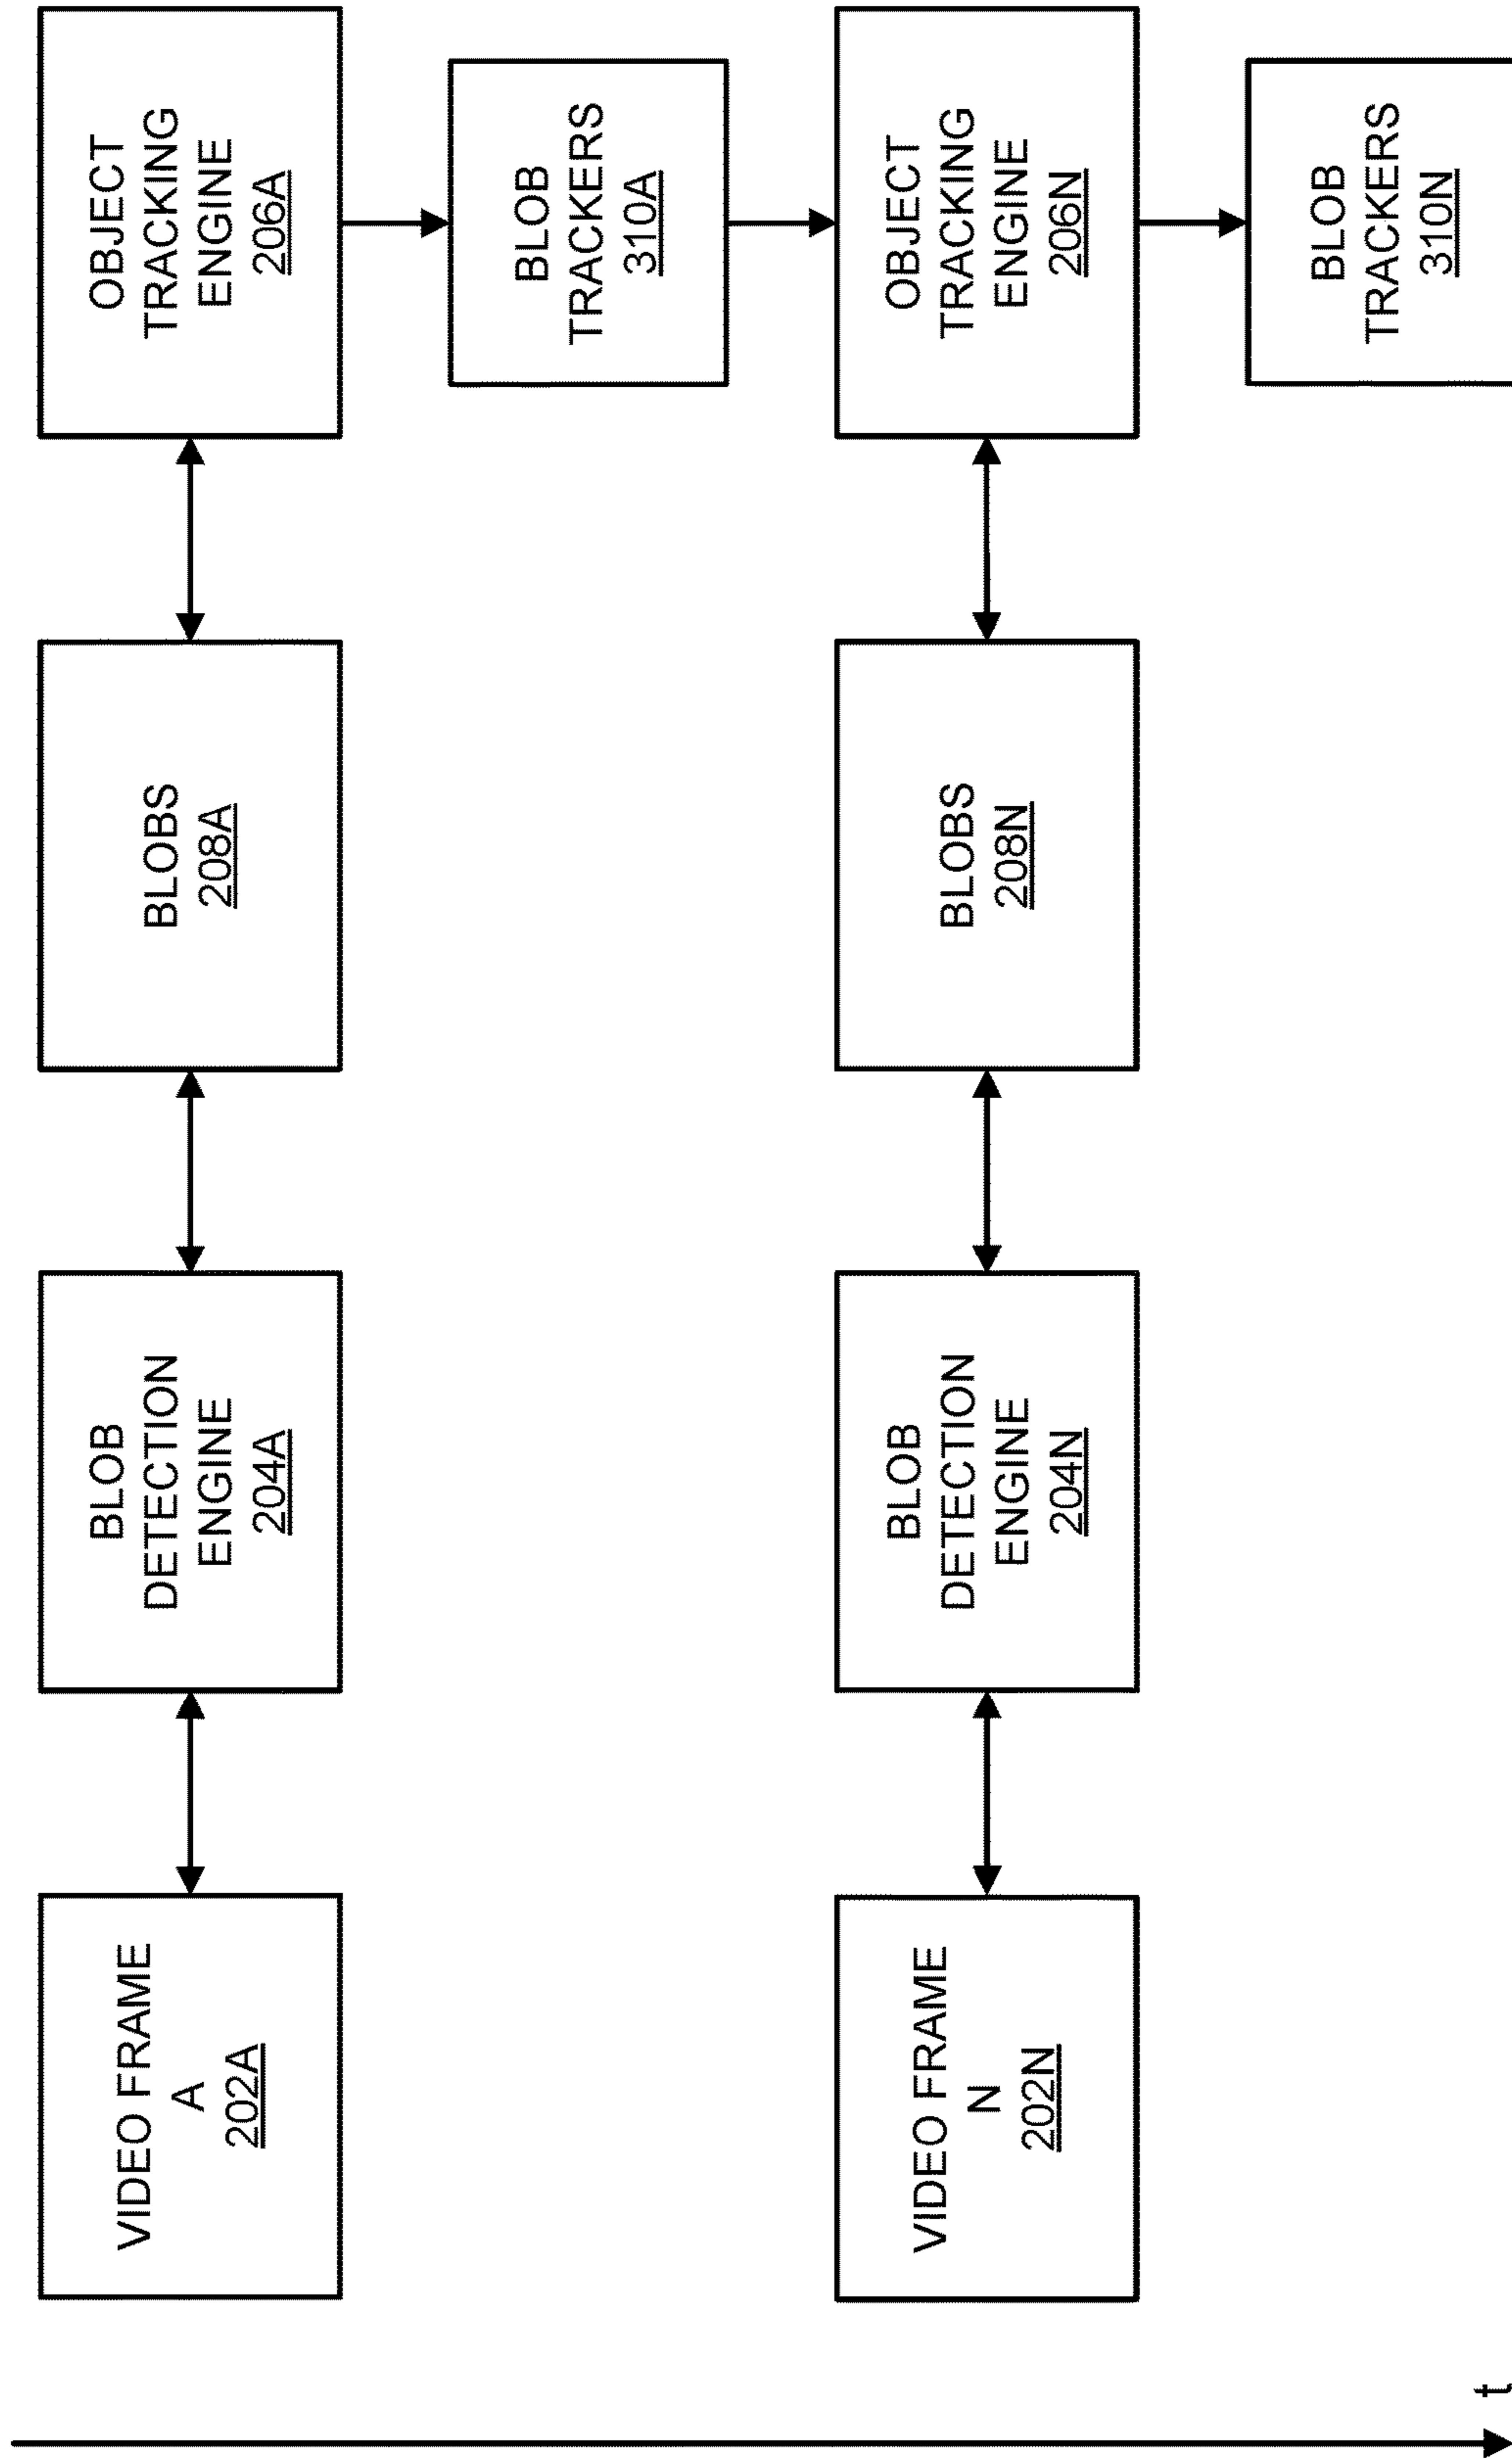 VIDEO FRAME
A
202A
BLOB
DETECTION
ENGINE
204A
BLOBS
208A
OBJECT
TRACKING
ENGINE
206A
BLOB
TRACKERS
310A
VIDEO FRAME
N
202N
BLOB
DETECTION
ENGINE
204N
BLOBS
208N
OBJECT
TRACKING
ENGINE
206N
BLOB
TRACKERS
310N
t